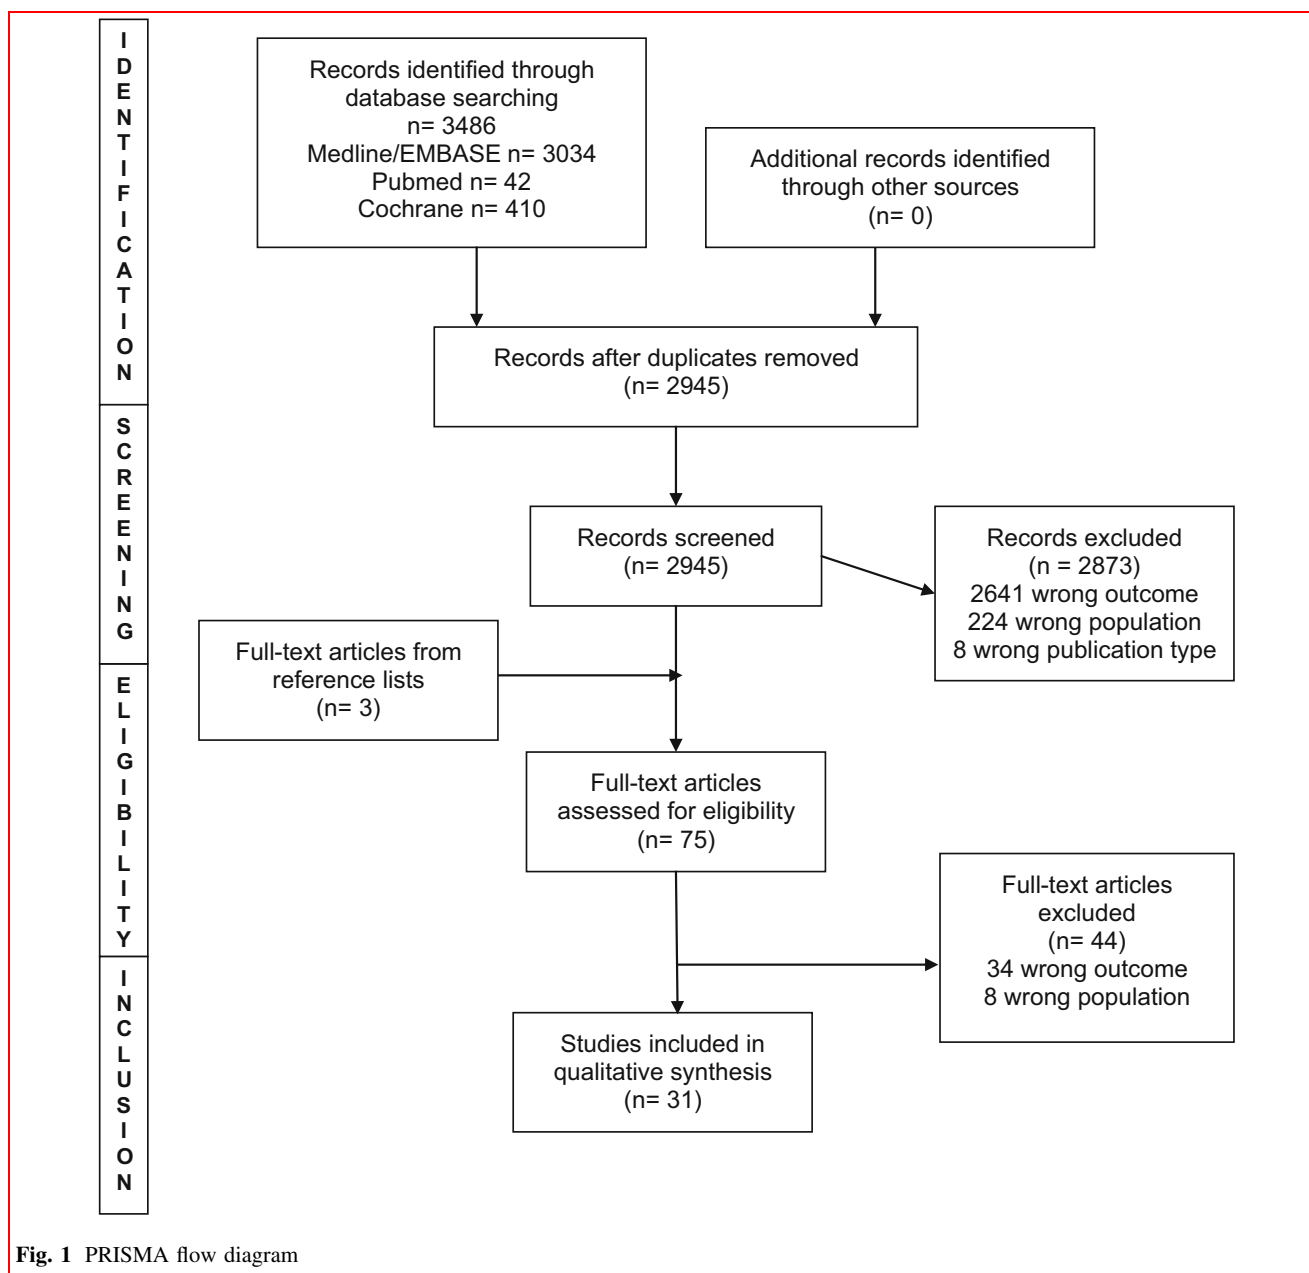 IDENTIFICATION
Records identified through
database searching
n= 3486
Medline/EMBASE n= 3034
Pubmed n= 42
Cochrane n= 410
Additional records identified
through other sources
(n= 0)
Records after duplicates removed
(n= 2945)
SCREENING
Records screened
(n= 2945)
Records excluded
(n = 2873)
2641 wrong outcome
224 wrong population
8 wrong publication type
Full-text articles from
reference lists
(n= 3)
ELIGIBILITY
Full-text articles
assessed for eligibility
(n= 75)
Full-text articles
excluded
(n= 44)
34 wrong outcome
8 wrong population
INCLUSION
Studies included in
qualitative synthesis
(n= 31)
Fig. 1 PRISMA flow diagram